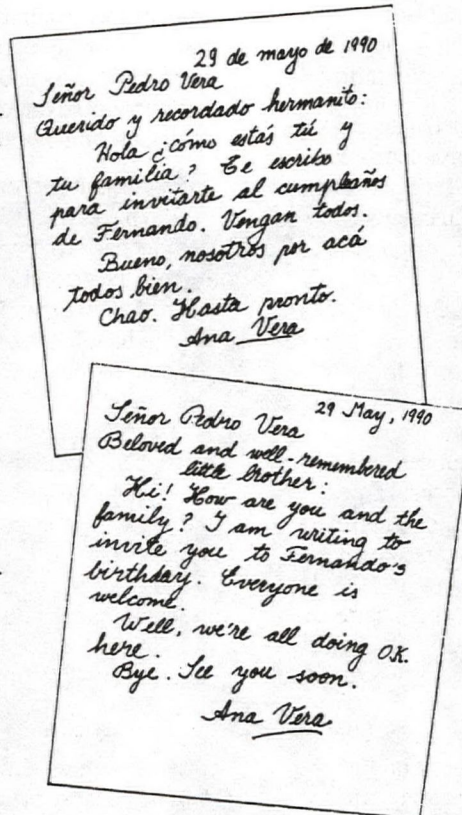 29 de mayo de 1990
Señor Pedro Vera
Querido y recordado hermanito:
Hola ¿cómo estás tú y
tu familia? Te escribo
para invitarte al cumpleaños
de Fernando. Vengan todos.
Bueno, nosotros por acá
todos bien.
Chao. Hasta pronto.
Ana Vera
29 May, 1990
Señor Pedro Vera
Beloved and well-remembered
little brother:
Hi! How are you and the
family? I am writing to
invite you to Fernando's
birthday. Everyone is
welcome.
Well, we're all doing O.K.
here.
Bye. See you soon.
Ana Vera